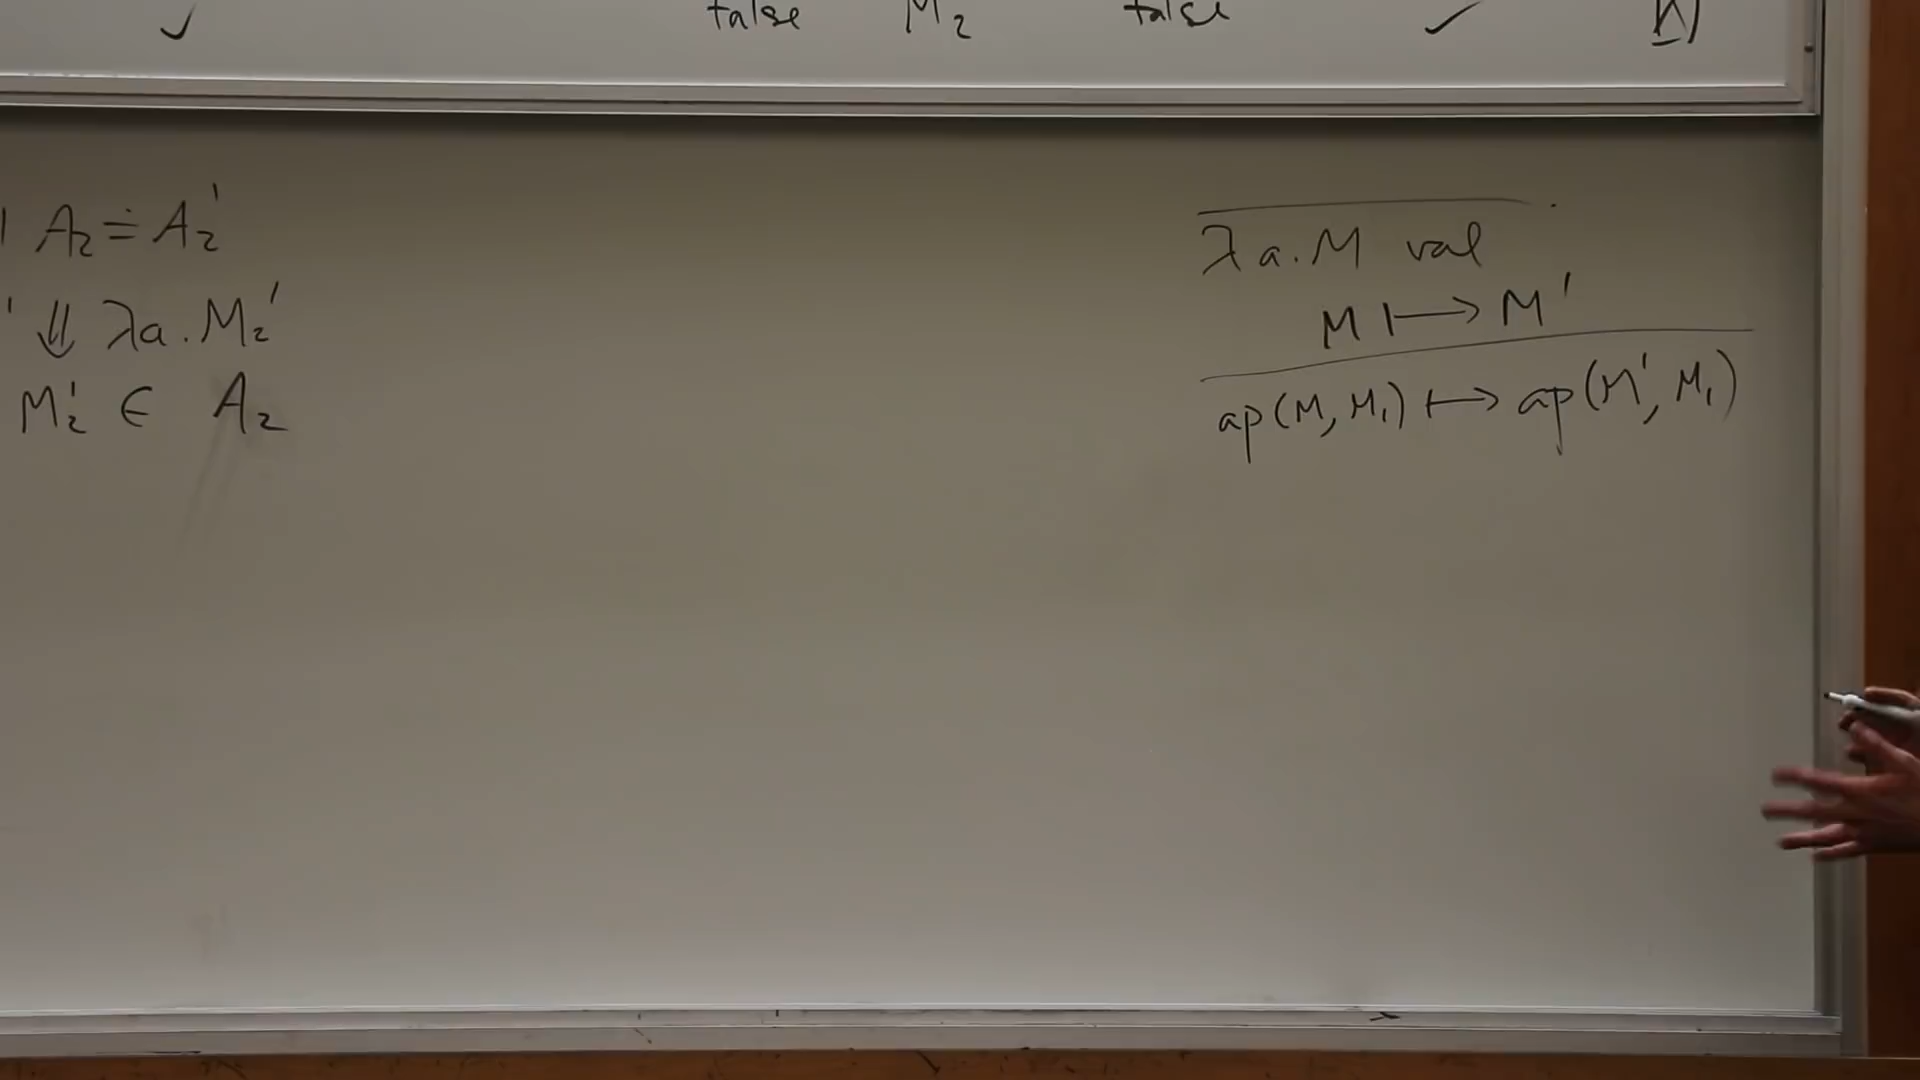 ✓ false M₂ false ✓
A₂ ≐ A₂'
' ⇓ λa.M₂'
M₂' ∈ A₂
λa.M val
M ↦ M'
ap(M, M₁) ↦ ap(M', M₁)